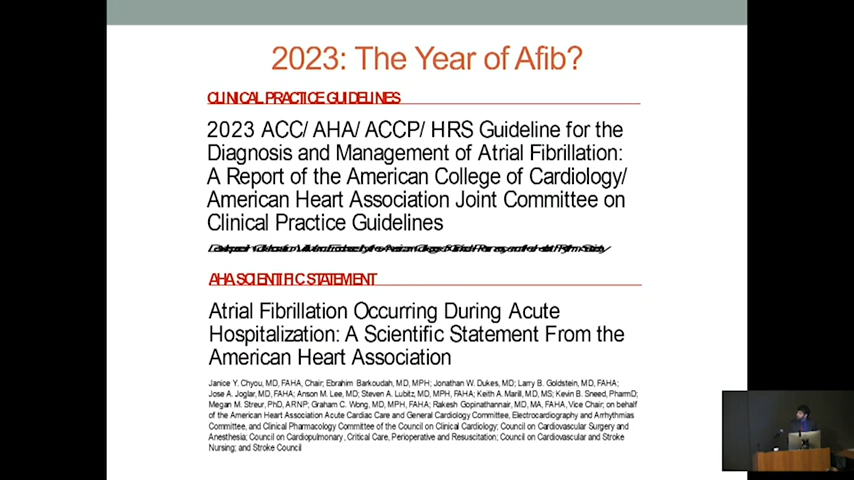 2023: The Year of Afib?
CLINICAL PRACTICE GUIDELINES
2023 ACC/ AHA/ ACCP/ HRS Guideline for the
Diagnosis and Management of Atrial Fibrillation:
A Report of the American College of Cardiology/
American Heart Association Joint Committee on
Clinical Practice Guidelines
AHA SCIENTIFIC STATEMENT
Atrial Fibrillation Occurring During Acute
Hospitalization: A Scientific Statement From the
American Heart Association
Janice Y. Chyou, MD, FAHA, Chair; Ebrahim Barkoudah, MD, MPH; Jonathan W. Dukes, MD; Larry B. Goldstein, MD, FAHA;
Jose A. Joglar, MD, FAHA; Anson M. Lee, MD; Steven A. Lubitz, MD, MPH, FAHA; Keith A. Marill, MD, MS; Kevin B. Sneed, PharmD;
Megan M. Streur, PhD, ARNP; Graham C. Wong, MD, MPH, FAHA; Rakesh Gopinathannair, MD, MA, FAHA, Vice Chair; on behalf
of the American Heart Association Acute Cardiac Care and General Cardiology Committee, Electrocardiography and Arrhythmias
Committee, and Clinical Pharmacology Committee of the Council on Clinical Cardiology; Council on Cardiovascular Surgery and
Anesthesia; Council on Cardiopulmonary, Critical Care, Perioperative and Resuscitation; Council on Cardiovascular and Stroke
Nursing; and Stroke Council